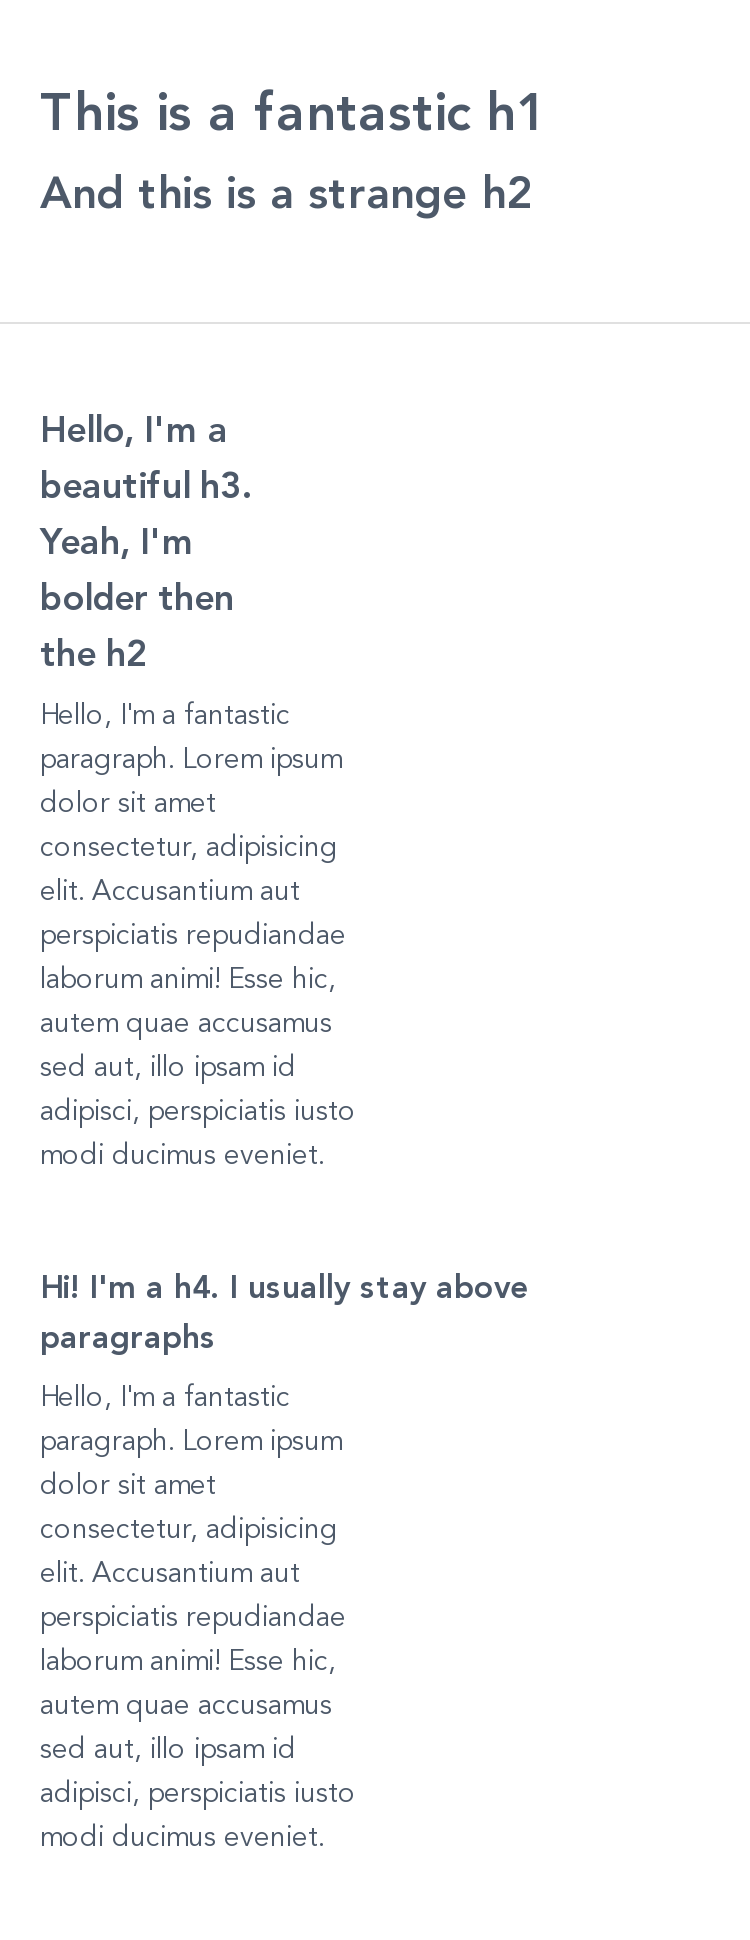 This is a fantastic h1
And this is a strange h2
Hello, I'm a
beautiful h3.
Yeah, I'm
bolder then
the h2
Hello, I'm a fantastic
paragraph. Lorem ipsum
dolor sit amet
consectetur, adipisicing
elit. Accusantium aut
perspiciatis repudiandae
laborum animi! Esse hic,
autem quae accusamus
sed aut, illo ipsam id
adipisci, perspiciatis iusto
modi ducimus eveniet.
Hi! I'm a h4. I usually stay above
paragraphs
Hello, I'm a fantastic
paragraph. Lorem ipsum
dolor sit amet
consectetur, adipisicing
elit. Accusantium aut
perspiciatis repudiandae
laborum animi! Esse hic,
autem quae accusamus
sed aut, illo ipsam id
adipisci, perspiciatis iusto
modi ducimus eveniet.